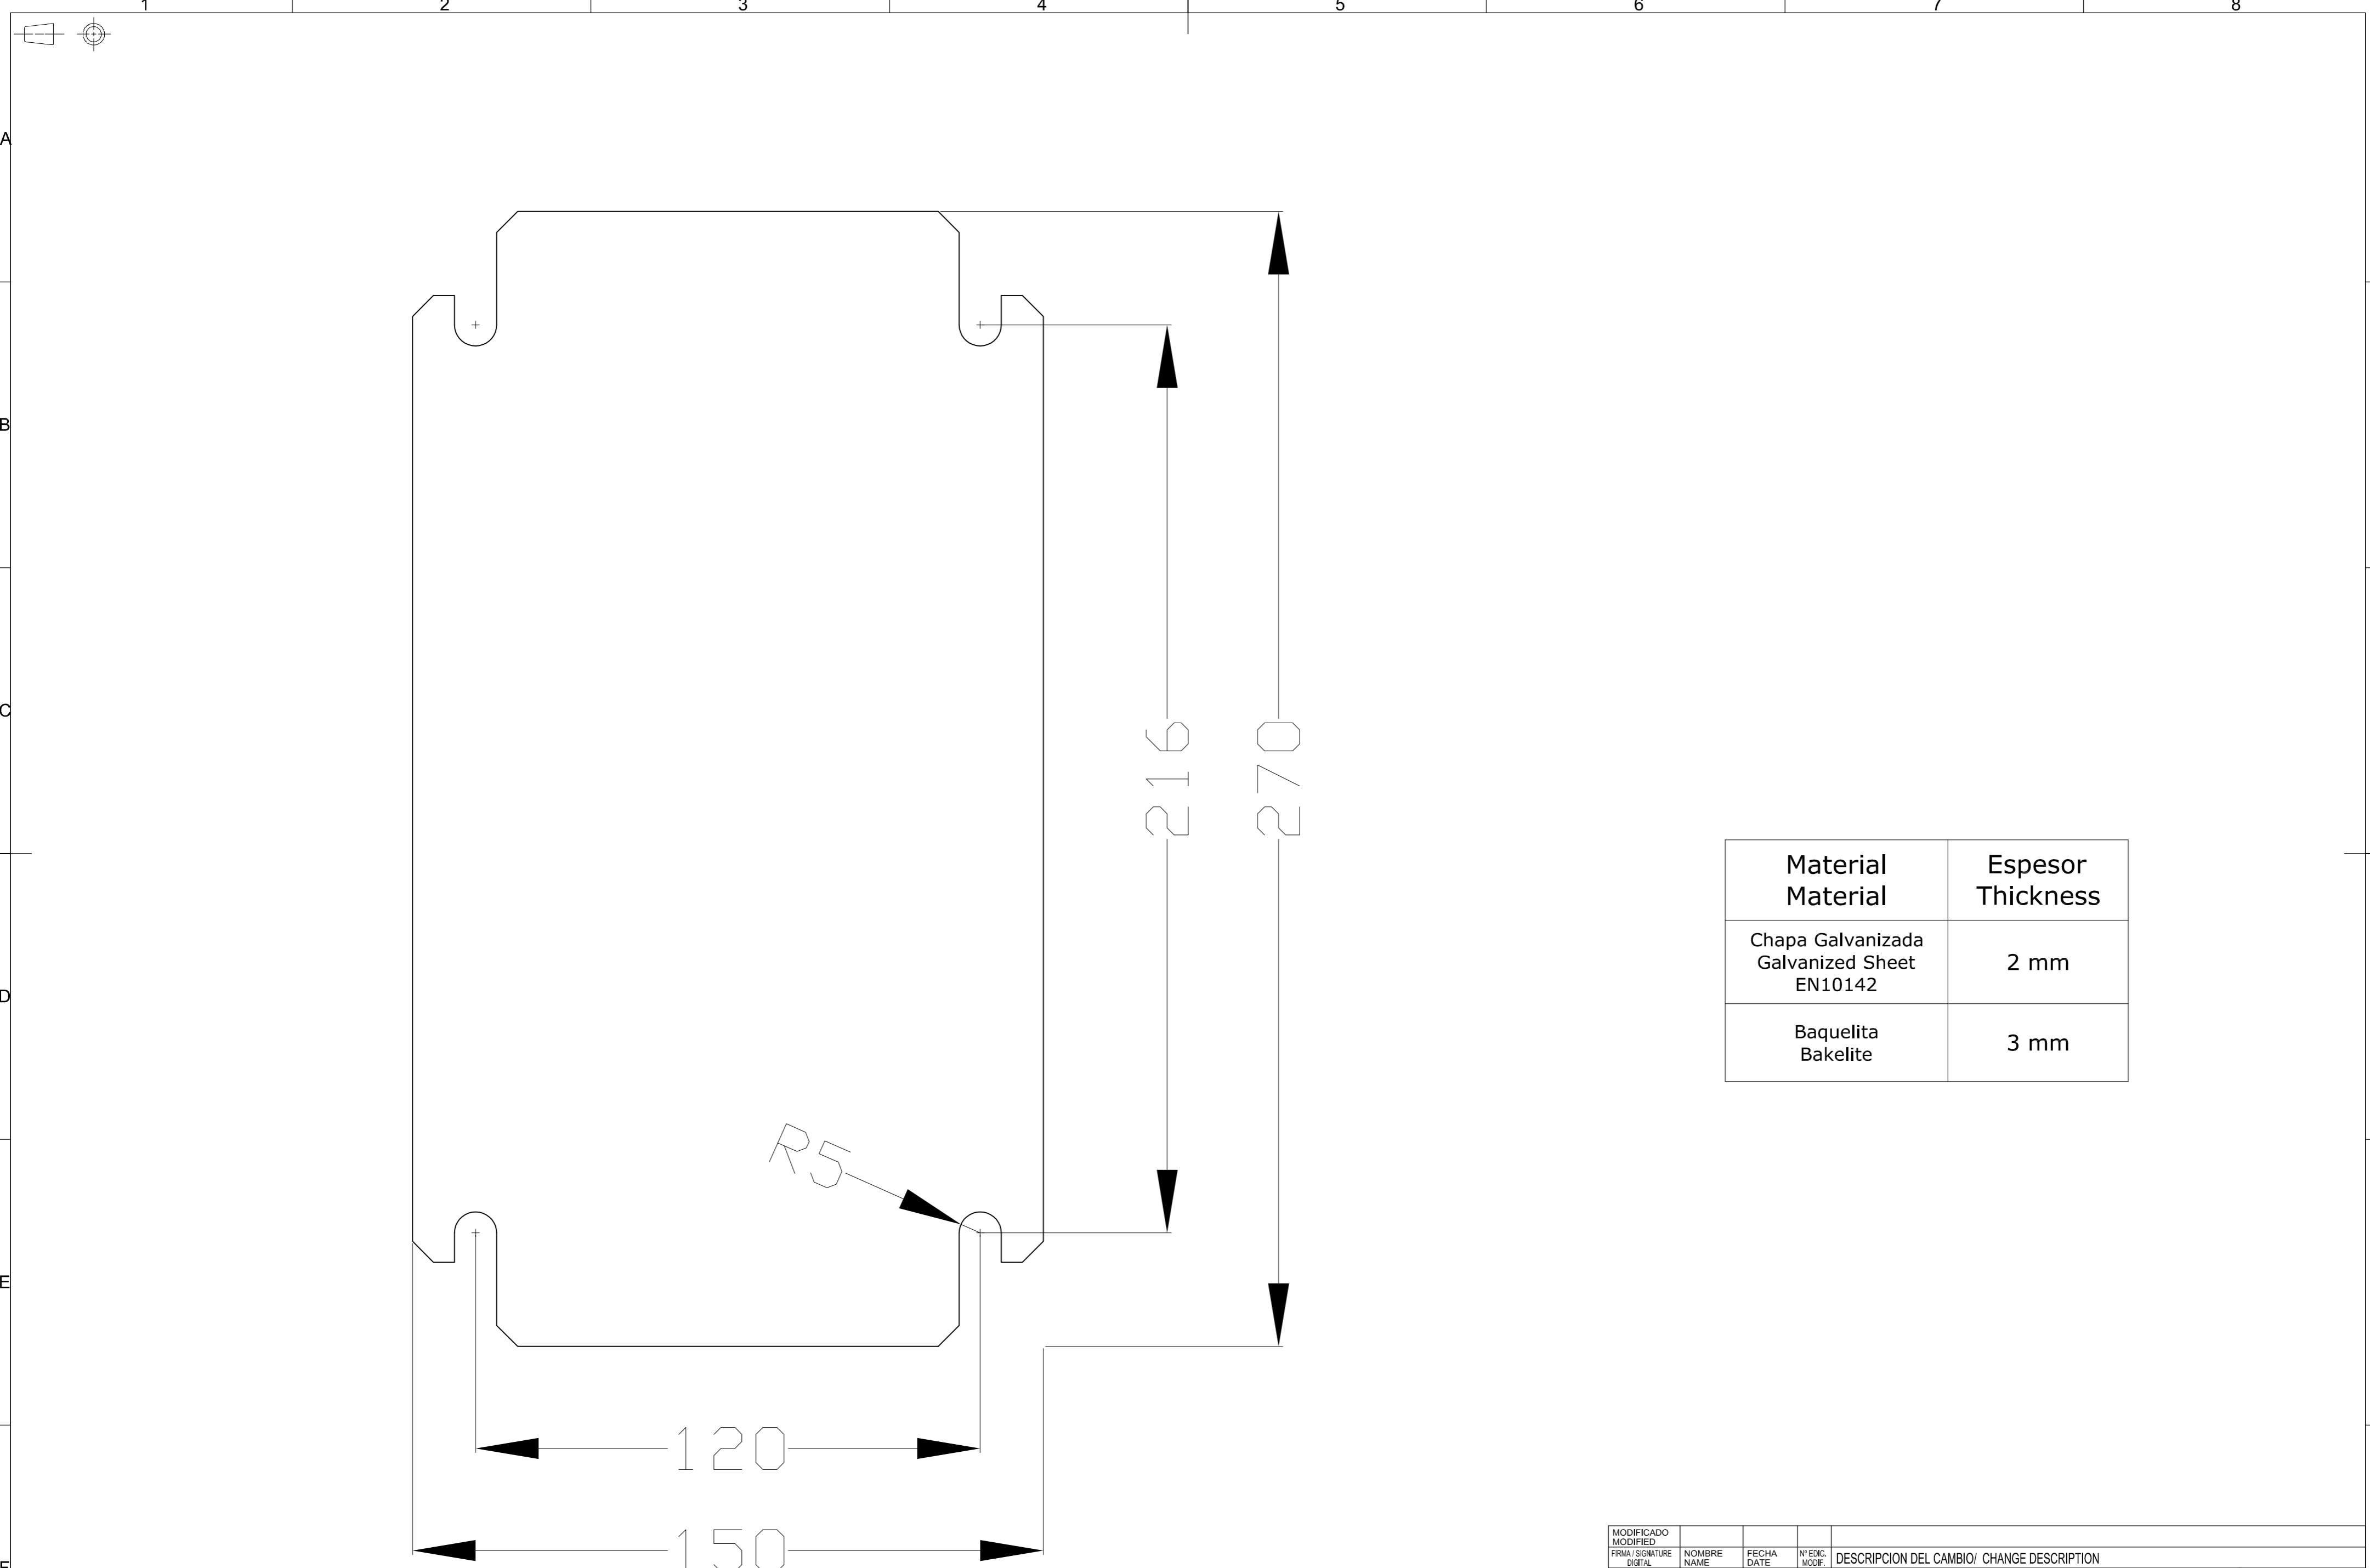 1 2 3 4 5 6 7 8
A
B
C
D
E
F
216
270
R5
120
150
Material
Material
Espesor
Thickness
Chapa Galvanizada
Galvanized Sheet
EN10142
2 mm
Baquelita
Bakelite
3 mm
MODIFICADO
MODIFIED
FIRMA / SIGNATURE
DIGITAL
NOMBRE
NAME
FECHA
DATE
Nº EDIC.
MODIF.
DESCRIPCION DEL CAMBIO/ CHANGE DESCRIPTION